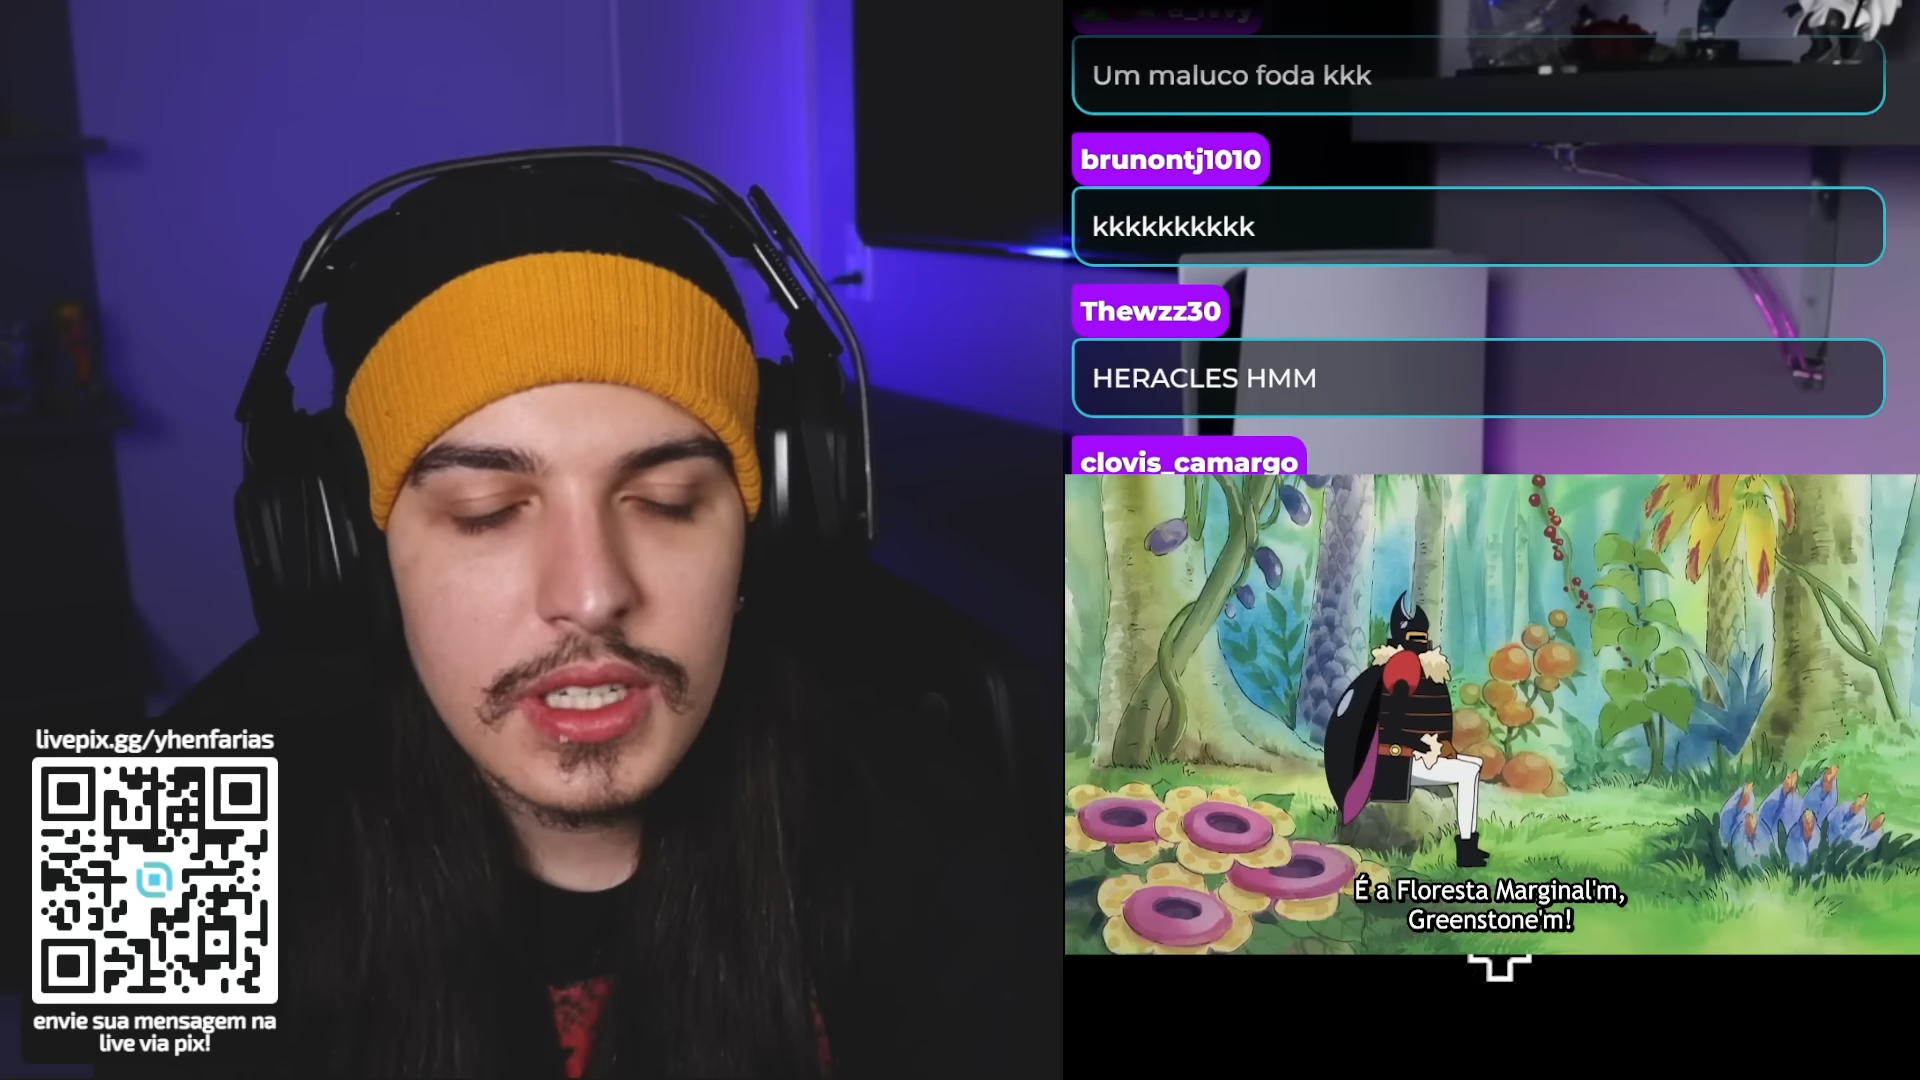 Um maluco foda kkk
brunontj1010
kkkkkkkkkk
Thewzz30
HERACLES HMM
clovis_camargo
É a Floresta Marginal'm,
Greenstone'm!
livepix.gg/yhenfarias
envie sua mensagem na
live via pix!